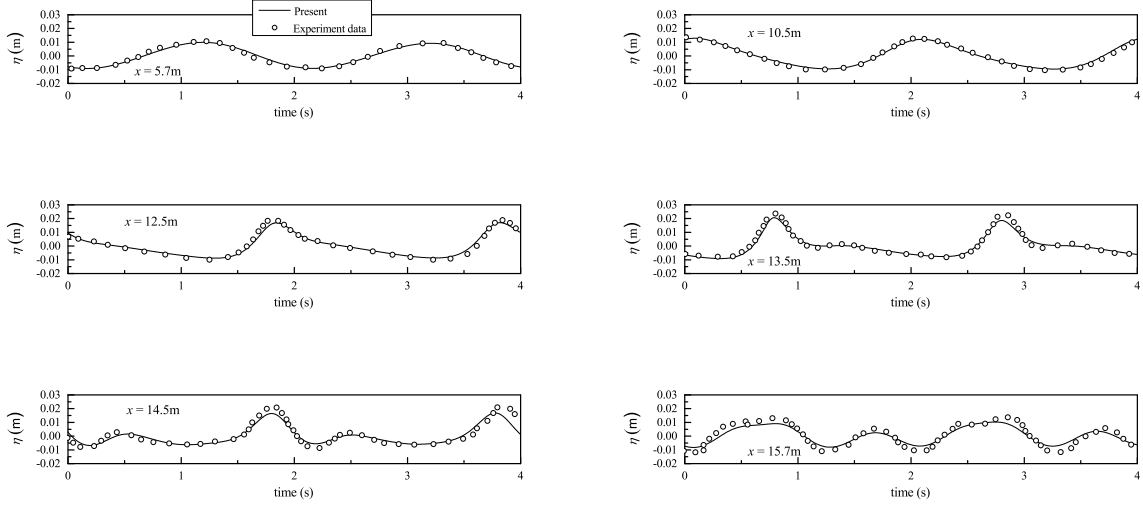 Present
Experiment data
0.03
0.02
0.01
0.00
-0.01
-0.02
η (m)
x = 5.7m
0 1 2 3 4
time (s)
0.03
0.02
0.01
0.00
-0.01
-0.02
η (m)
x = 10.5m
0 1 2 3 4
time (s)
0.03
0.02
0.01
0.00
-0.01
-0.02
η (m)
x = 12.5m
0 1 2 3 4
time (s)
0.03
0.02
0.01
0.00
-0.01
-0.02
η (m)
x = 13.5m
0 1 2 3 4
time (s)
0.03
0.02
0.01
0.00
-0.01
-0.02
η (m)
x = 14.5m
0 1 2 3 4
time (s)
0.03
0.02
0.01
0.00
-0.01
-0.02
η (m)
x = 15.7m
0 1 2 3 4
time (s)